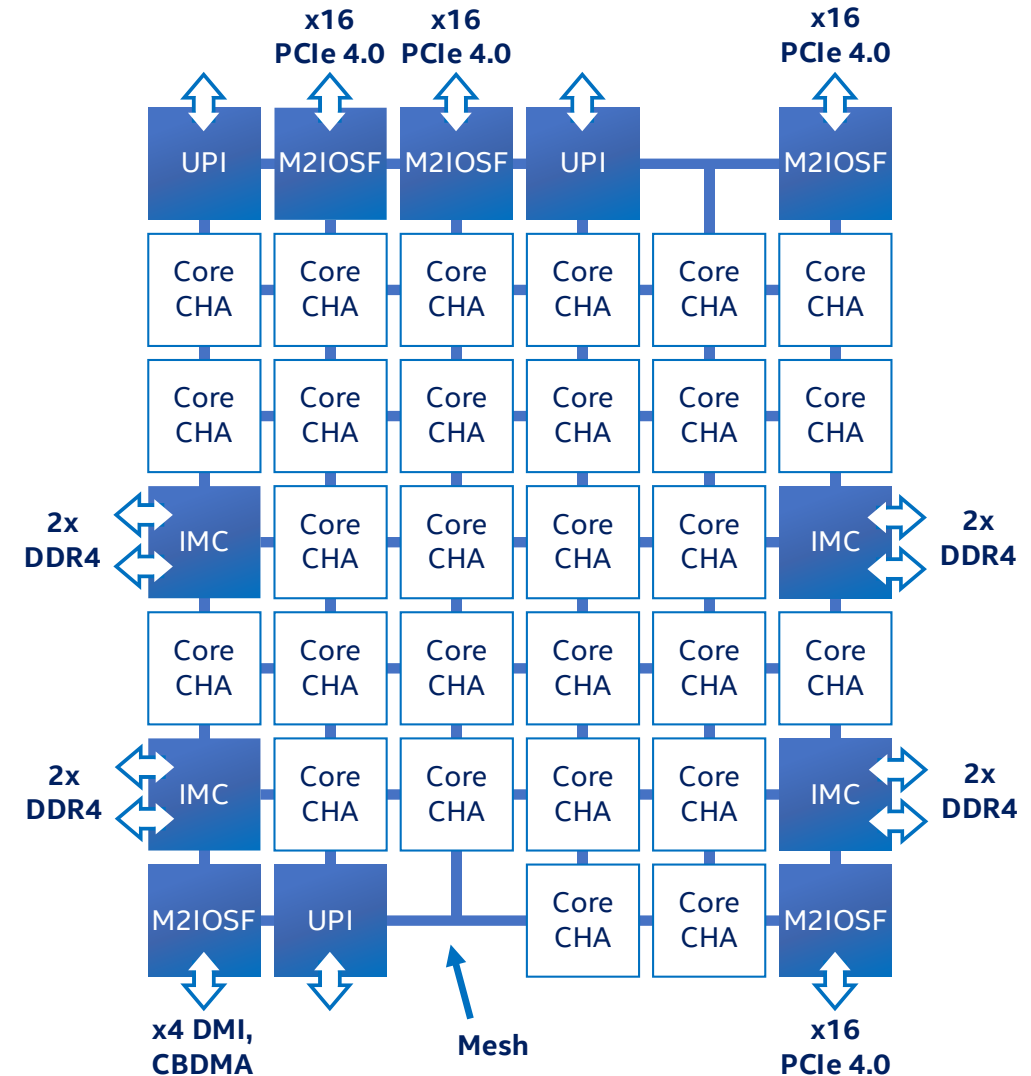 x16
PCIe 4.0
x16
PCIe 4.0
x16
PCIe 4.0
UPI
M2IOSF
M2IOSF
UPI
M2IOSF
Core
CHA
Core
CHA
Core
CHA
Core
CHA
Core
CHA
Core
CHA
Core
CHA
Core
CHA
Core
CHA
Core
CHA
Core
CHA
Core
CHA
2x
DDR4
IMC
Core
CHA
Core
CHA
Core
CHA
Core
CHA
IMC
2x
DDR4
Core
CHA
Core
CHA
Core
CHA
Core
CHA
Core
CHA
Core
CHA
2x
DDR4
IMC
Core
CHA
Core
CHA
Core
CHA
Core
CHA
IMC
2x
DDR4
M2IOSF
UPI
Core
CHA
Core
CHA
M2IOSF
x4 DMI,
CBDMA
Mesh
x16
PCIe 4.0